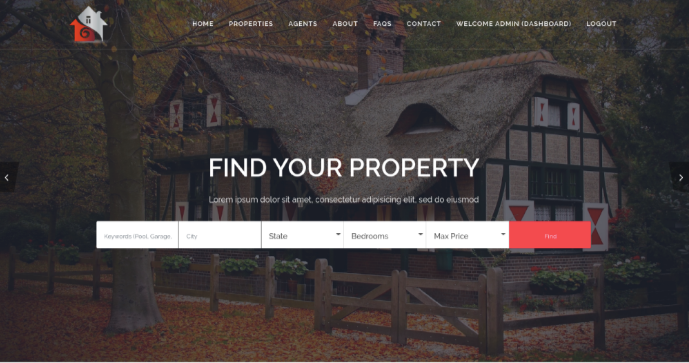 HOME PROPERTIES AGENTS ABOUT FAQS CONTACT WELCOME ADMIN (DASHBOARD) LOGOUT
FIND YOUR PROPERTY
Lorem ipsum dolor sit amet, consectetur adipisicing elit, sed do eiusmod
Keywords (Pool, Garage, City State Bedrooms Max Price Find